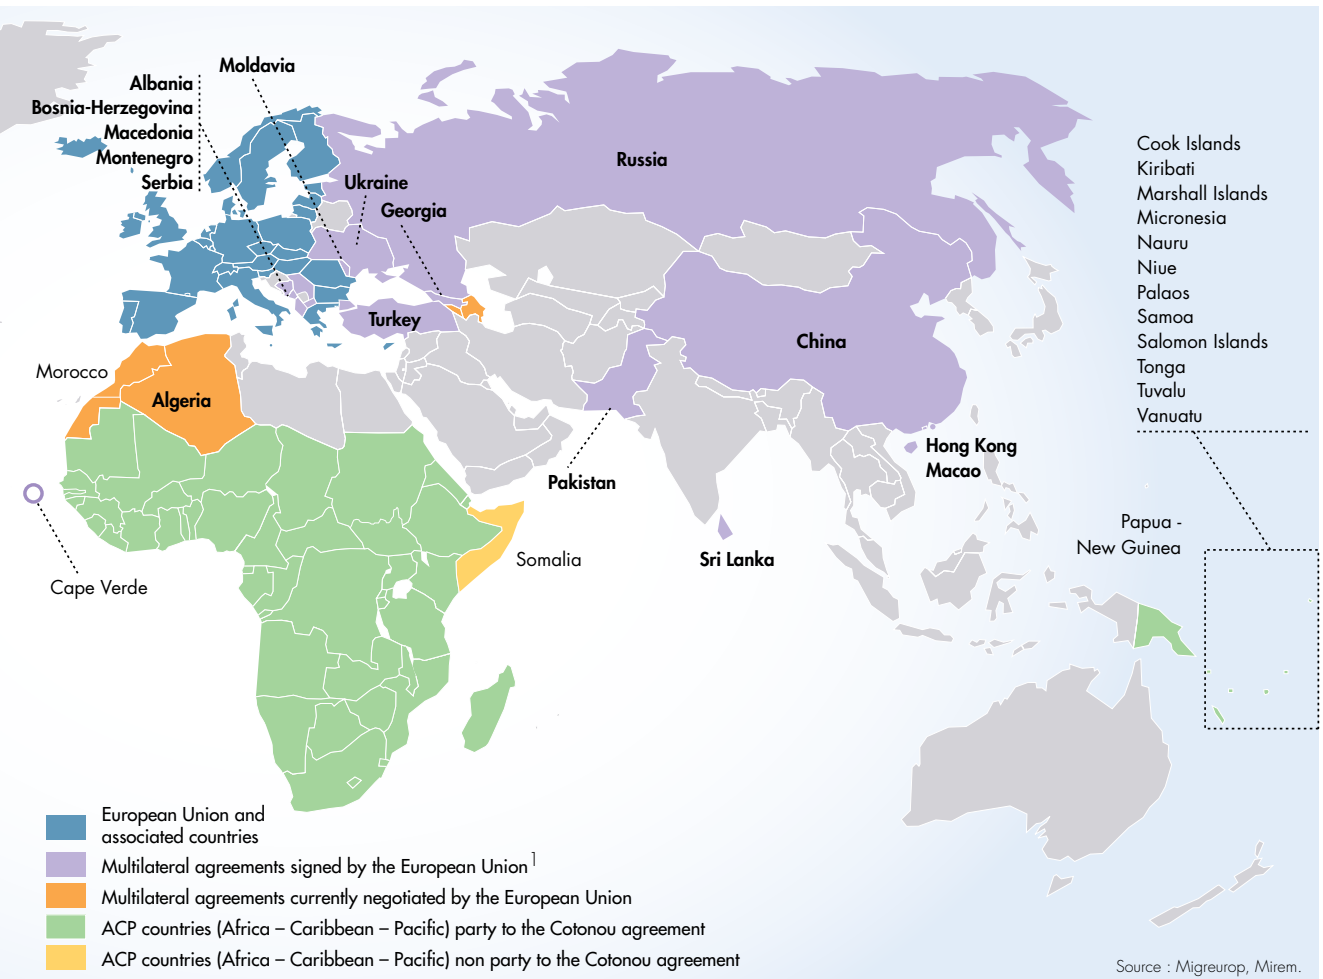 Moldavia
Albania
Bosnia-Herzegovina
Macedonia
Montenegro
Serbia
Ukraine
Georgia
Russia
Turkey
China
Morocco
Algeria
Pakistan
Hong Kong
Macao
Sri Lanka
Somalia
Cape Verde
Cook Islands
Kiribati
Marshall Islands
Micronesia
Nauru
Niue
Palaos
Samoa
Salomon Islands
Tonga
Tuvalu
Vanuatu
Papua -
New Guinea
European Union and
associated countries
Multilateral agreements signed by the European Union 1
Multilateral agreements currently negotiated by the European Union
ACP countries (Africa – Caribbean – Pacific) party to the Cotonou agreement
ACP countries (Africa – Caribbean – Pacific) non party to the Cotonou agreement
Source : Migreurop, Mirem.